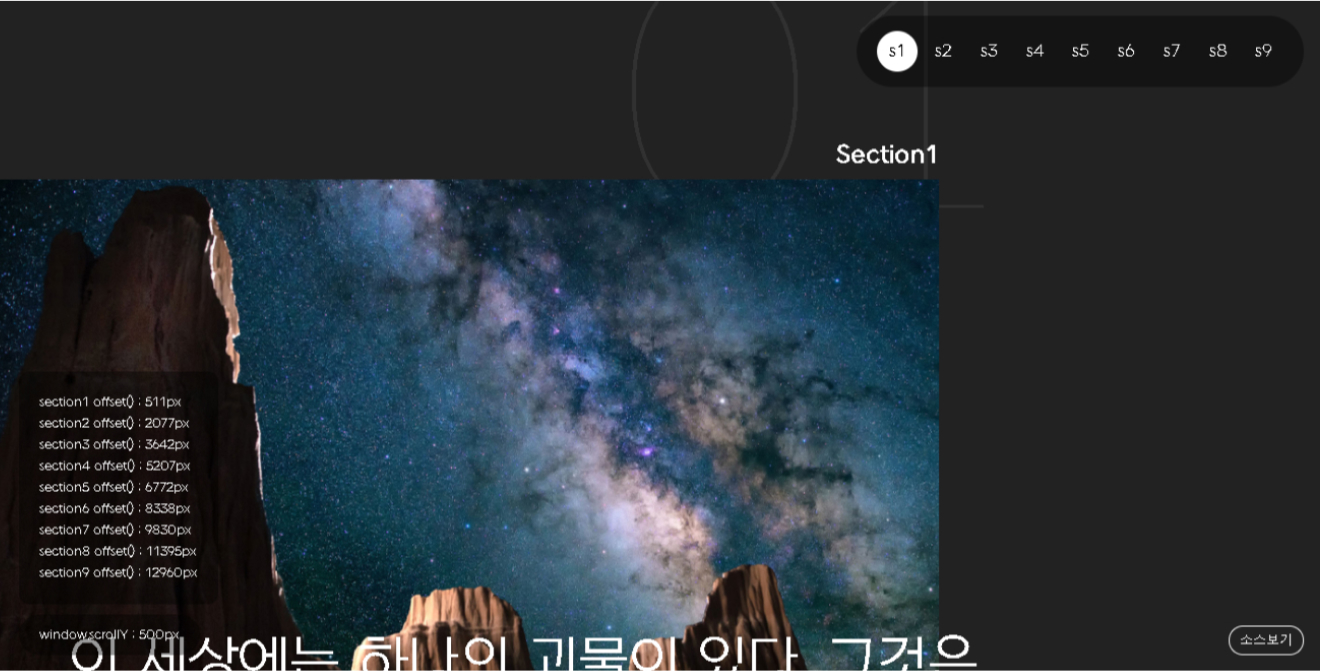 01
s1 s2 s3 s4 s5 s6 s7 s8 s9
Section1
section1 offset() : 511px
section2 offset() : 2077px
section3 offset() : 3642px
section4 offset() : 5207px
section5 offset() : 6772px
section6 offset() : 8338px
section7 offset() : 9830px
section8 offset() : 11395px
section9 offset() : 12960px
window.scrollY : 500px
이 세상에는 하나의 괴물이 있다. 그것은
소스보기